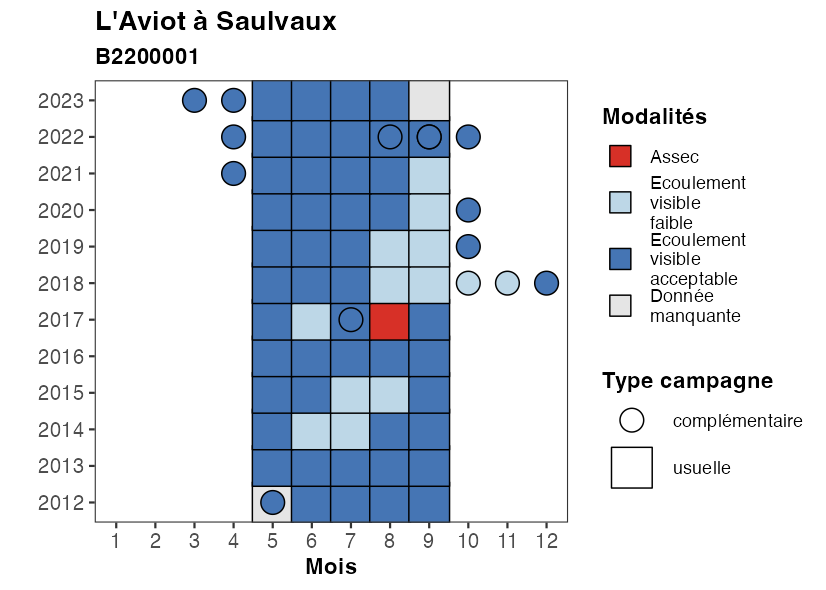 L'Aviot à Saulvaux
B2200001
2023
2022
2021
2020
2019
2018
2017
2016
2015
2014
2013
2012
1 2 3 4 5 6 7 8 9 10 11 12
Mois
Modalités
Assec
Ecoulement
visible
faible
Ecoulement
visible
acceptable
Donnée
manquante
Type campagne
complémentaire
usuelle